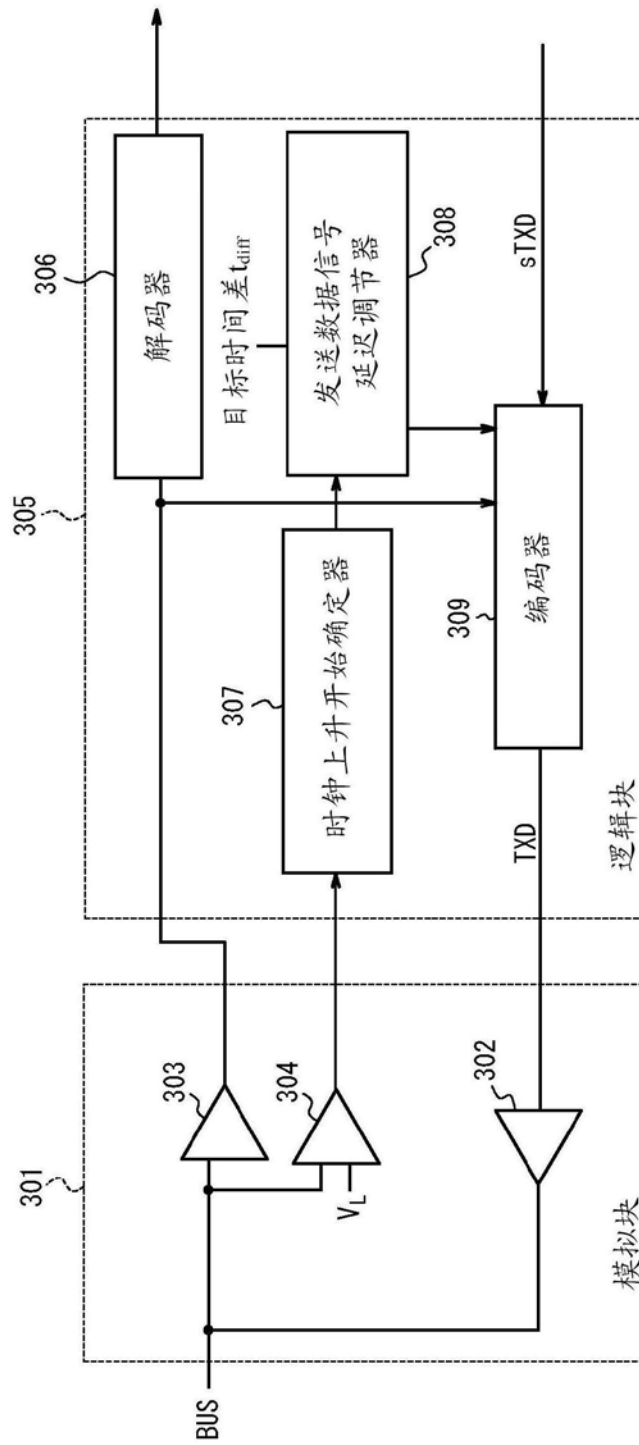 301
BUS
303
304
V_L
302
模拟块
305
306
解码器
307
时钟上升开始确定器
目标时间差t_diff
308
发送数据信号
延迟调节器
309
编码器
TXD
sTXD
逻辑块